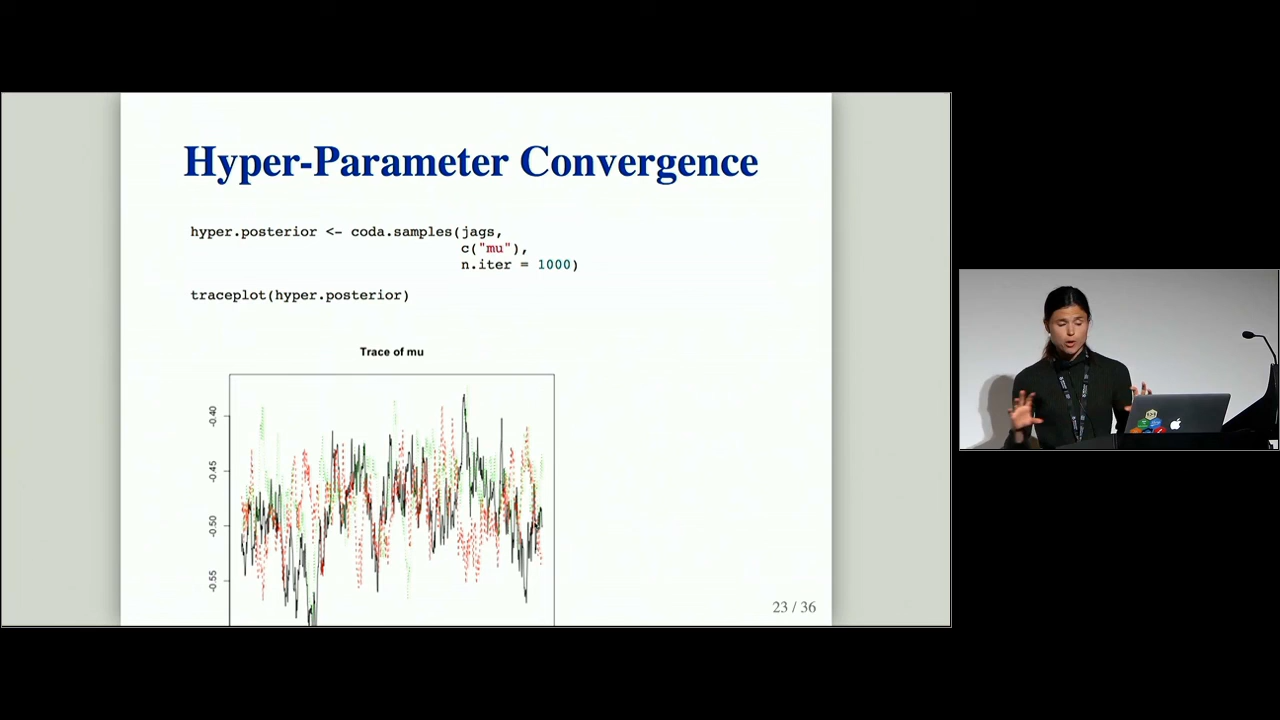 Hyper-Parameter Convergence
hyper.posterior <- coda.samples(jags,
c("mu"),
n.iter = 1000)
traceplot(hyper.posterior)
Trace of mu
-0.40
-0.45
-0.50
-0.55
23 / 36